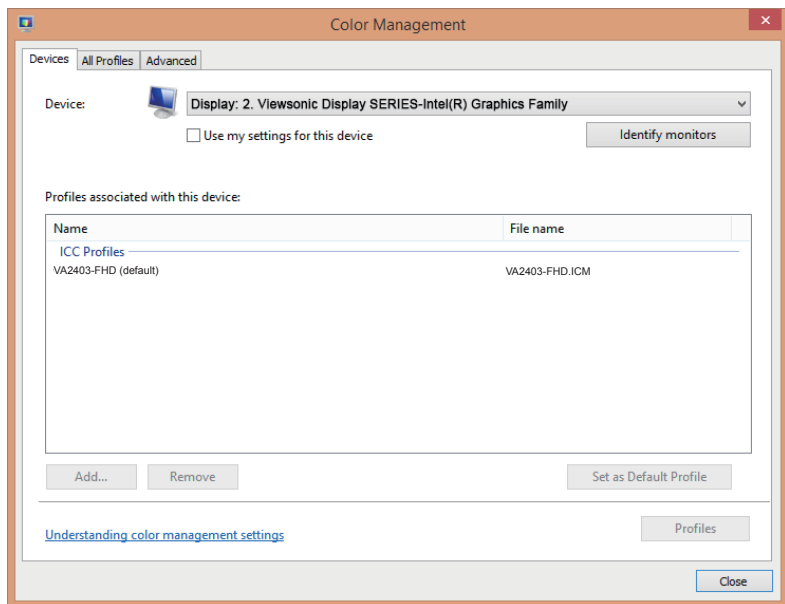 Color Management
Devices All Profiles Advanced
Device: Display: 2. Viewsonic Display SERIES-Intel(R) Graphics Family
Use my settings for this device Identify monitors
Profiles associated with this device:
Name File name
ICC Profiles
VA2403-FHD (default) VA2403-FHD.ICM
Add... Remove Set as Default Profile
Understanding color management settings Profiles
Close